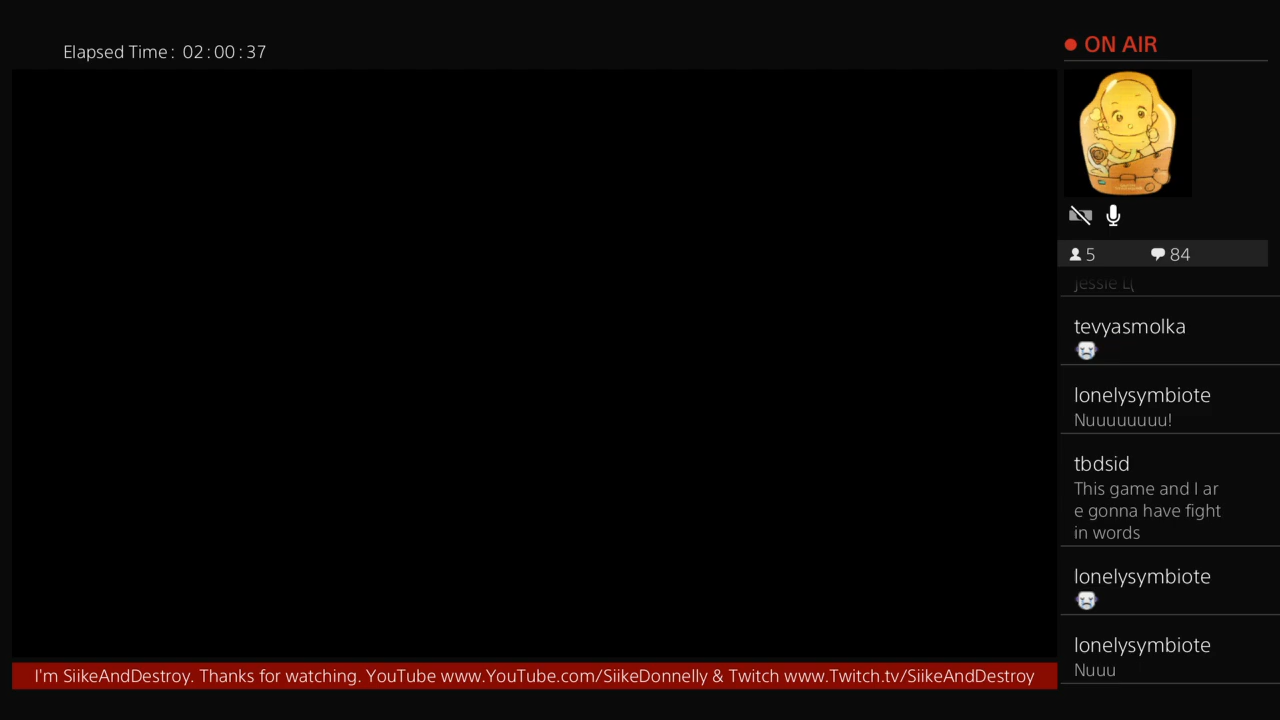 Elapsed Time: 02:00:37
ON AIR
5 84
tevyasmolka
lonelysymbiote
Nuuuuuuuu!
tbdsid
This game and I ar
e gonna have fight
in words
lonelysymbiote
lonelysymbiote
Nuuu
I'm SiikeAndDestroy. Thanks for watching. YouTube www.YouTube.com/SiikeDonnelly & Twitch www.Twitch.tv/SiikeAndDestroy